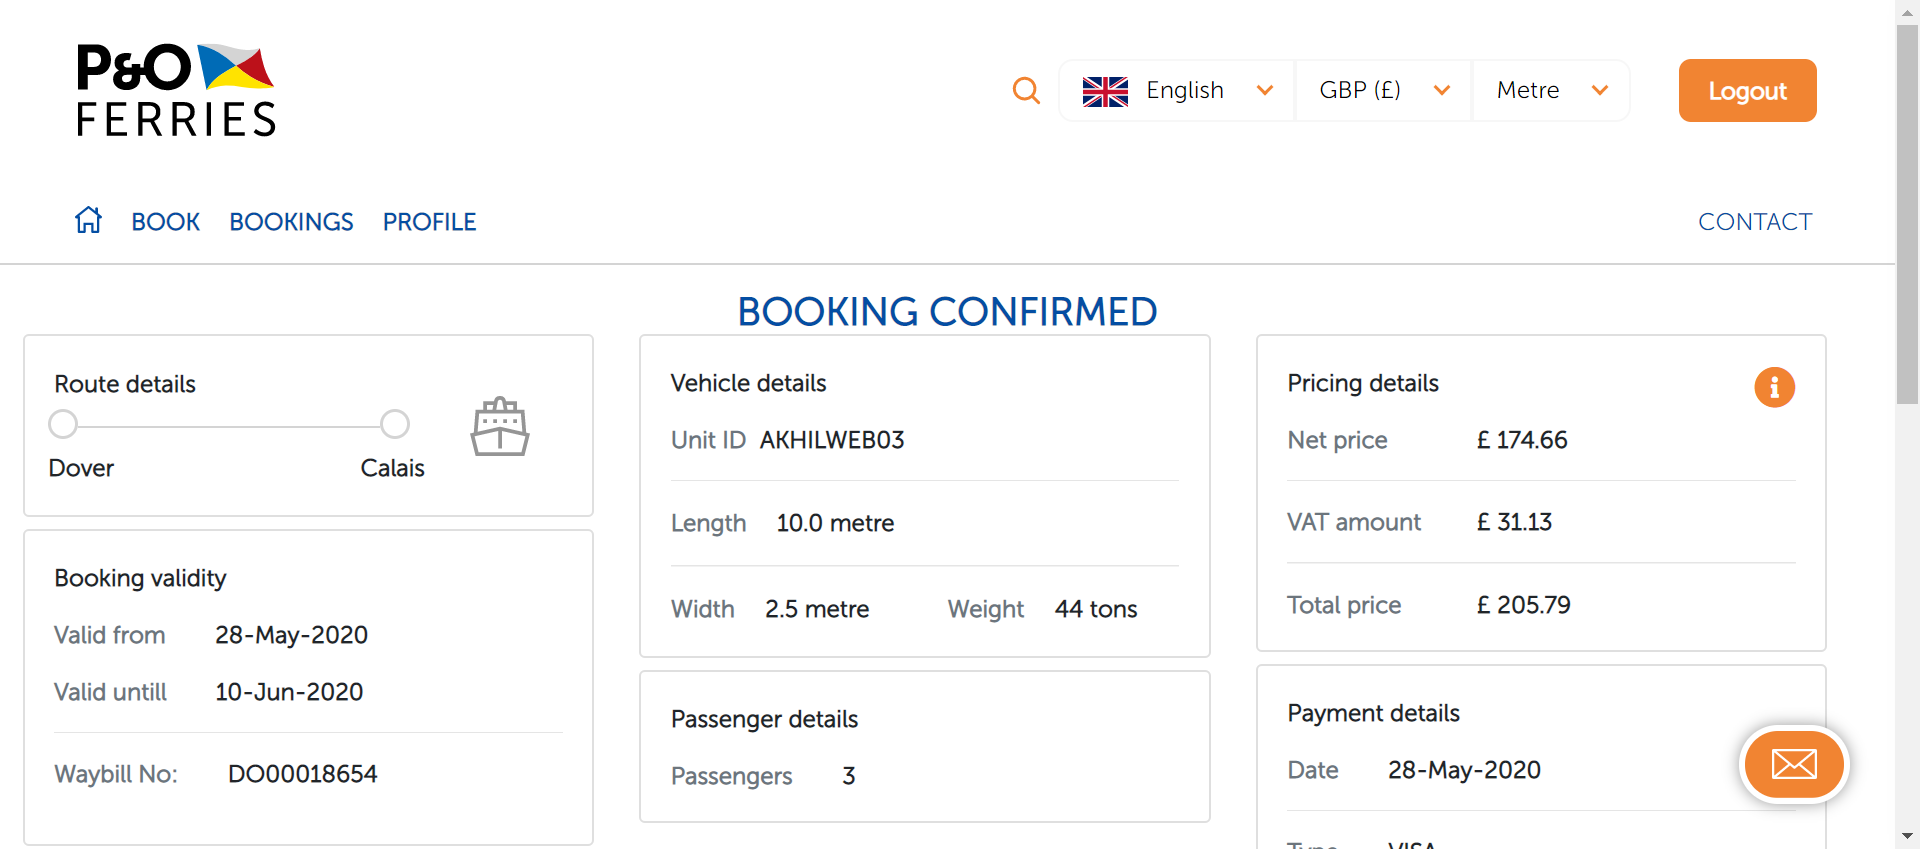 P&O
FERRIES
English
GBP (£)
Metre
Logout
BOOK
BOOKINGS
PROFILE
CONTACT
BOOKING CONFIRMED
Route details
Dover
Calais
Booking validity
Valid from 28-May-2020
Valid untill 10-Jun-2020
Waybill No: DO00018654
Vehicle details
Unit ID AKHILWEB03
Length 10.0 metre
Width 2.5 metre Weight 44 tons
Passenger details
Passengers 3
Pricing details
Net price £ 174.66
VAT amount £ 31.13
Total price £ 205.79
Payment details
Date 28-May-2020
Type VISA